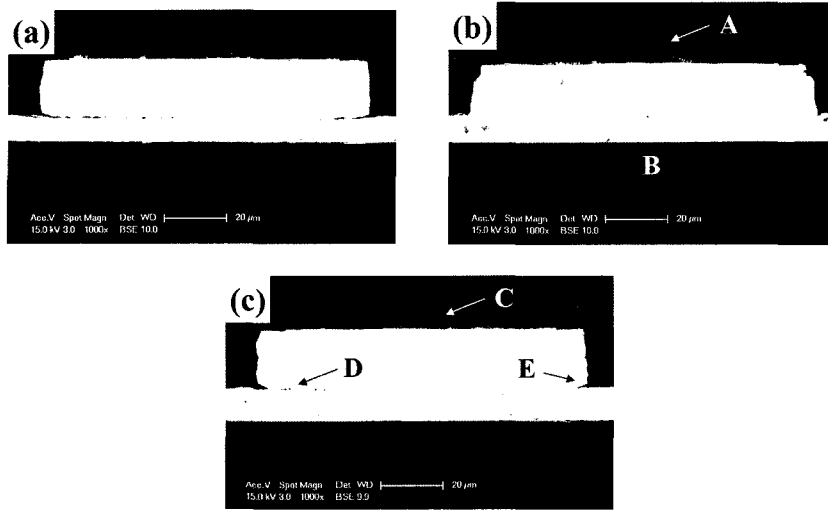 (a)
Acc.V Spot Magn Det WD 20 μm
15.0 kV 3.0 1000x BSE 10.0
(b)
A
B
Acc.V Spot Magn Det WD 20 μm
15.0 kV 3.0 1000x BSE 10.0
(c)
C
D
E
Acc.V Spot Magn Det WD 20 μm
15.0 kV 3.0 1000x BSE 9.9